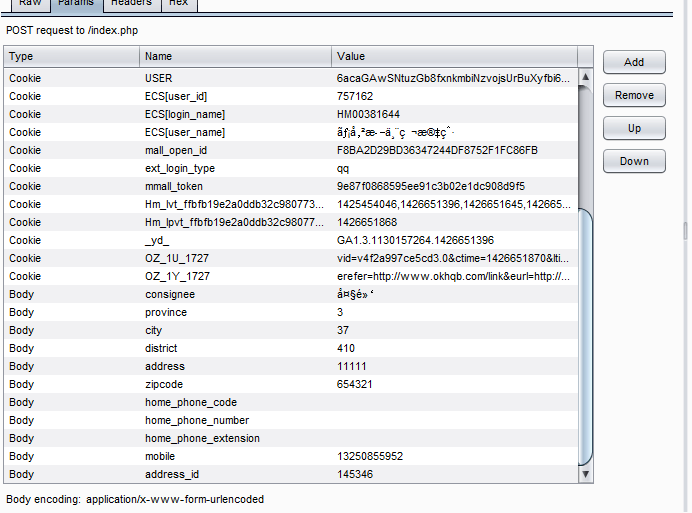 Raw Params Headers Hex
POST request to /index.php
Type Name Value
Cookie USER 6acaGAwSNtuzGb8fxnkmbiNzvojsUrBuXyfbi6...
Cookie ECS[user_id] 757162
Cookie ECS[login_name] HM00381644
Cookie ECS[user_name]
Cookie mall_open_id F8BA2D29BD36347244DF8752F1FC86FB
Cookie ext_login_type qq
Cookie mmall_token 9e87f0868595ee91c3b02e1dc908d9f5
Cookie Hm_lvt_ffbfb19e2a0ddb32c980773... 1425454046,1426651396,1426651645,142665...
Cookie Hm_lpvt_ffbfb19e2a0ddb32c98077... 1426651868
Cookie _yd_ GA1.3.1130157264.1426651396
Cookie OZ_1U_1727 vid=v4f2a997ce5cd3.0&ctime=1426651870&lti...
Cookie OZ_1Y_1727 erefer=http://www.okhqb.com/link&eurl=http://...
Body consignee å¤§é»‘
Body province 3
Body city 37
Body district 410
Body address 11111
Body zipcode 654321
Body home_phone_code
Body home_phone_number
Body home_phone_extension
Body mobile 13250855952
Body address_id 145346
Add
Remove
Up
Down
Body encoding: application/x-www-form-urlencoded